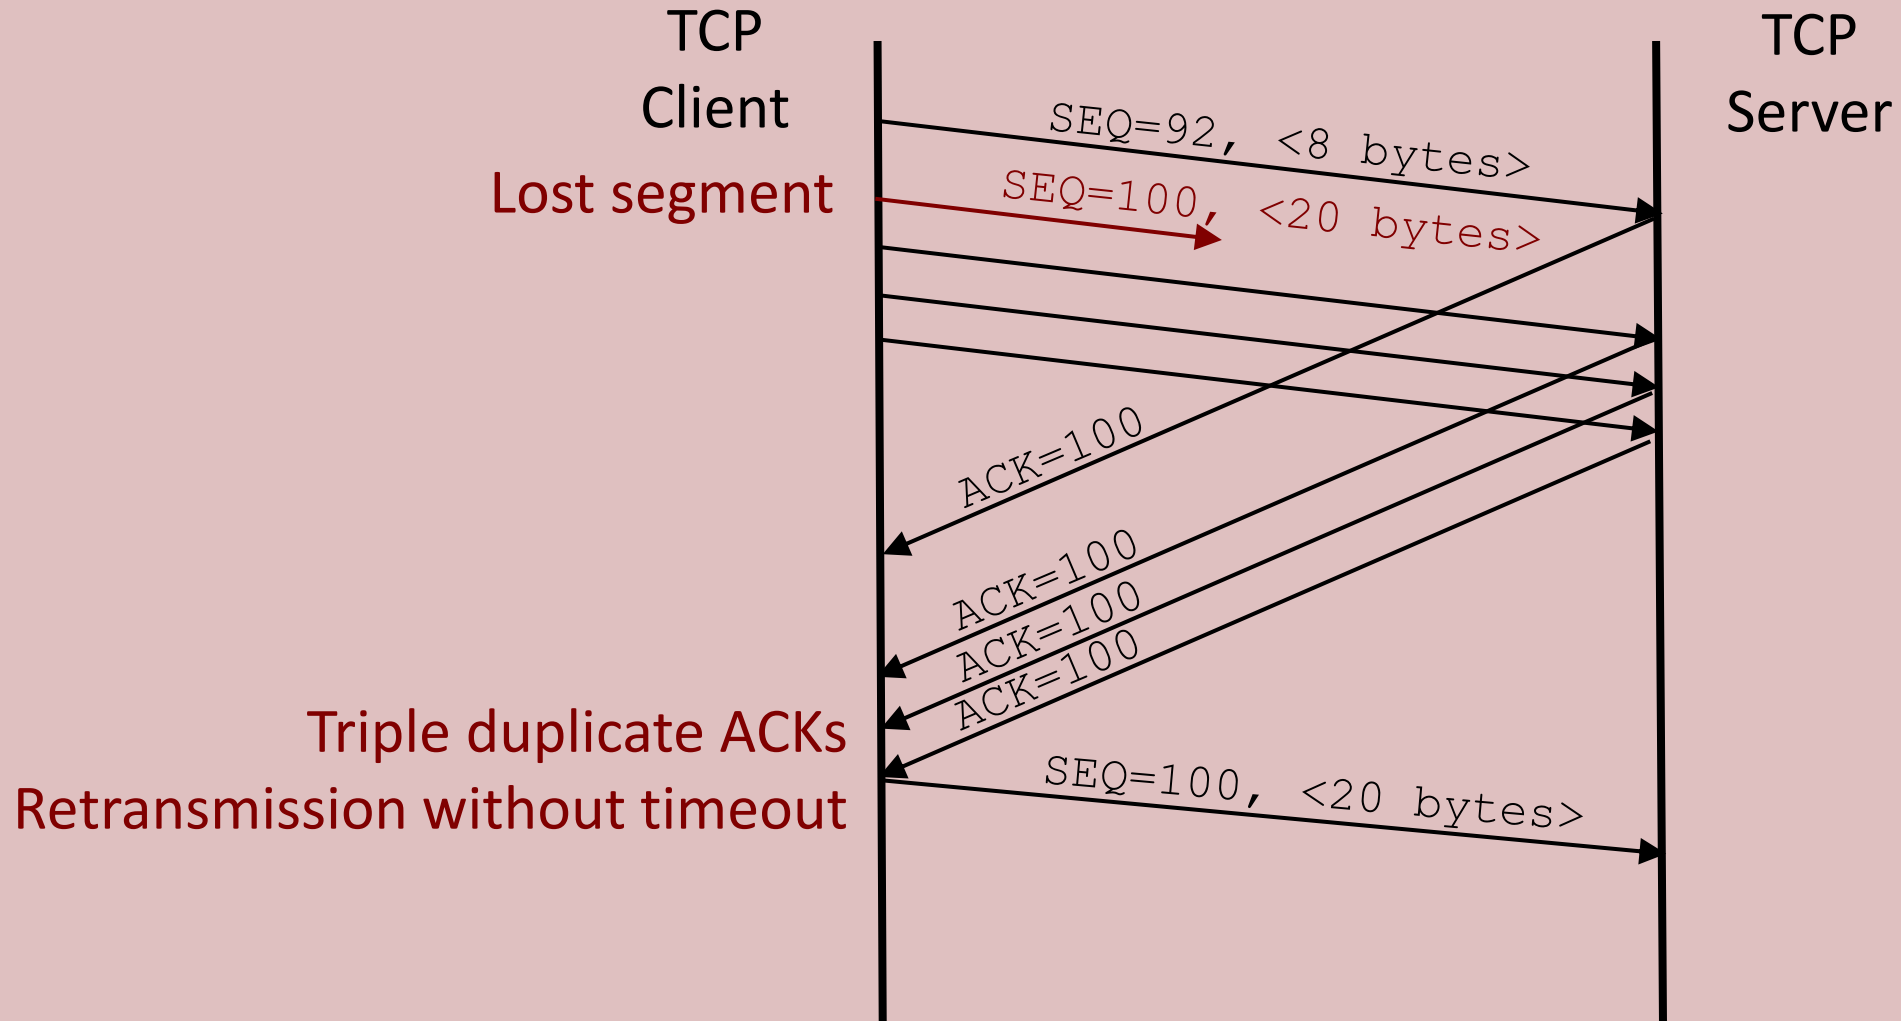 TCP
Client
TCP
Server
SEQ=92, <8 bytes>
Lost segment
SEQ=100, <20 bytes>
ACK=100
ACK=100
ACK=100
ACK=100
Triple duplicate ACKs
Retransmission without timeout
SEQ=100, <20 bytes>